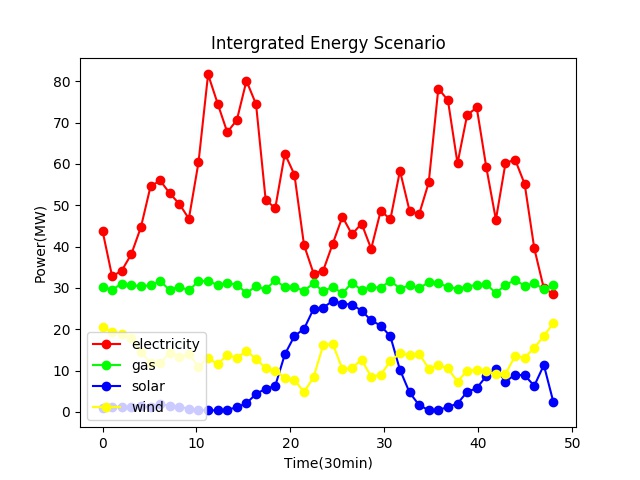 Intergrated Energy Scenario
Power(MW)
80
70
60
50
40
30
20
10
0
electricity
gas
solar
wind
0 10 20 30 40 50
Time(30min)